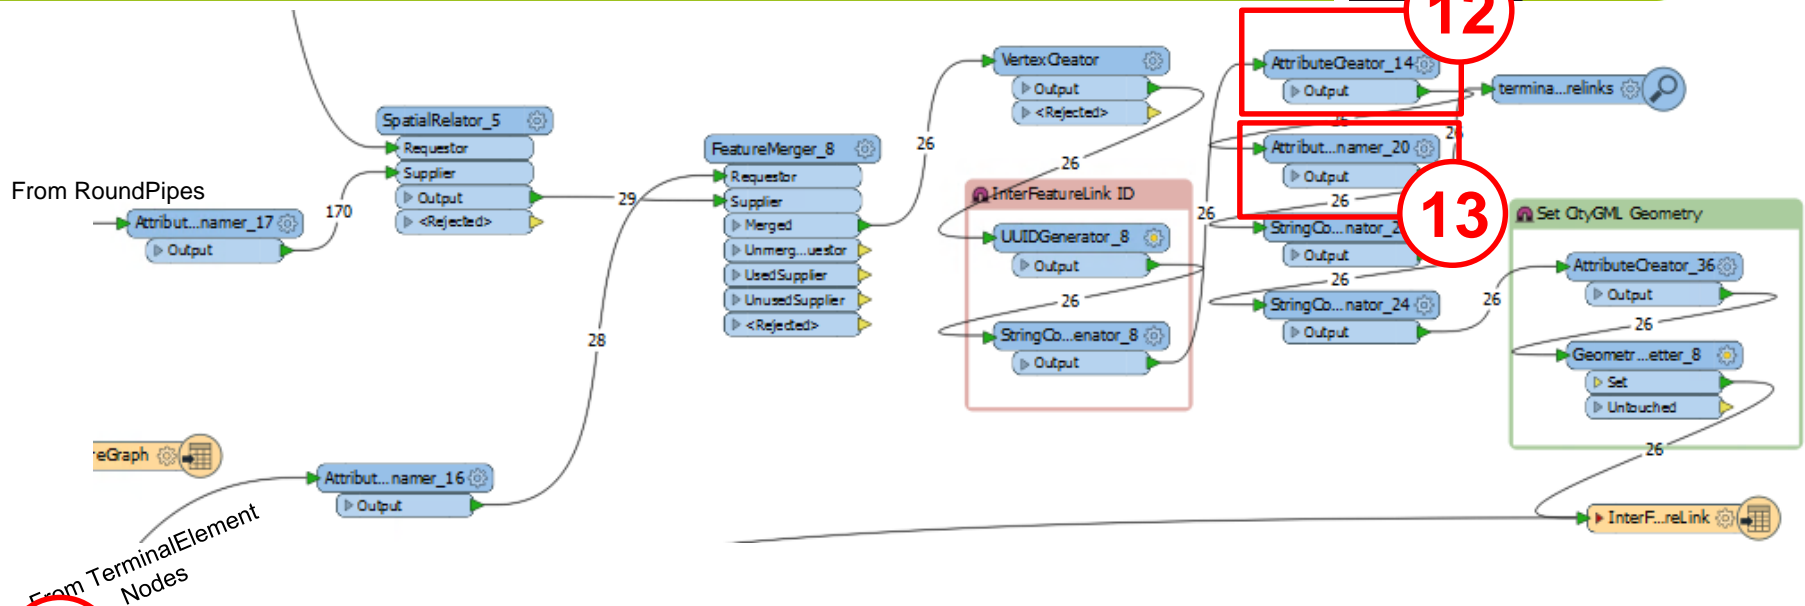 12
VertexCreator
Output
<Rejected>
AttributeCreator_14
Output
termina...relinks
26
26
SpatialRelator_5
Requestor
Supplier
Output
<Rejected>
FeatureMerger_8
Requestor
Supplier
Merged
Unmerg...uestor
UsedSupplier
UnusedSupplier
<Rejected>
26
26
Attribut...namer_20
Output
26
13
From RoundPipes
Attribut...namer_17
Output
170
29
28
InterFeatureLink ID
UUIDGenerator_8
Output
26
StringCo...enator_8
Output
26
Output
26
StringCo...nator_24
Output
26
Set CityGML Geometry
AttributeCreator_36
Output
26
Geometr...etter_8
Set
Untouched
26
eGraph
Attribut...namer_16
Output
InterF...reLink
From TerminalElement
Nodes